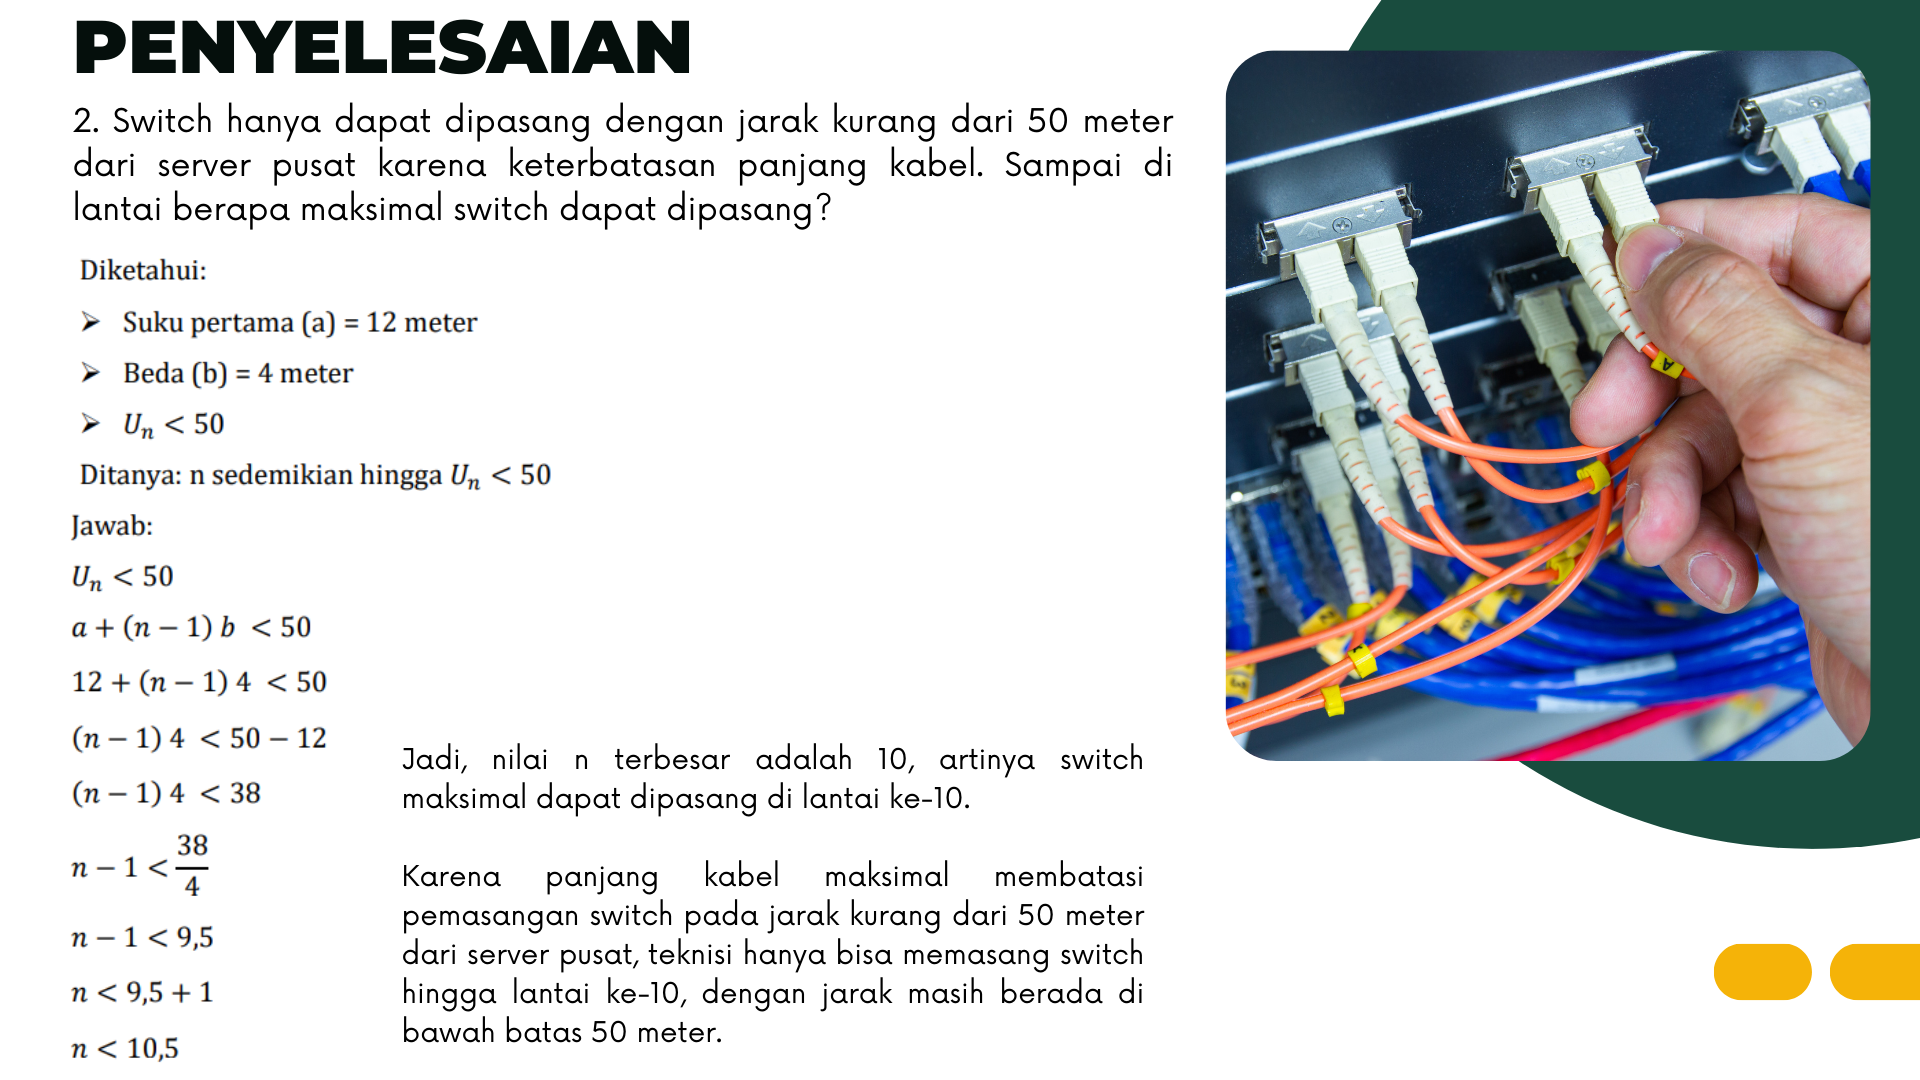 PENYELESAIAN
2. Switch hanya dapat dipasang dengan jarak kurang dari 50 meter
dari server pusat karena keterbatasan panjang kabel. Sampai di
lantai berapa maksimal switch dapat dipasang?
Diketahui:
➢ Suku pertama (a) = 12 meter
➢ Beda (b) = 4 meter
➢ Uₙ < 50
Ditanya: n sedemikian hingga Uₙ < 50
Jawab:
Uₙ < 50
a + (n − 1) b < 50
12 + (n − 1) 4 < 50
(n − 1) 4 < 50 − 12
(n − 1) 4 < 38
n − 1 < 38/4
n − 1 < 9,5
n < 9,5 + 1
n < 10,5
Jadi, nilai n terbesar adalah 10, artinya switch
maksimal dapat dipasang di lantai ke-10.
Karena panjang kabel maksimal membatasi
pemasangan switch pada jarak kurang dari 50 meter
dari server pusat, teknisi hanya bisa memasang switch
hingga lantai ke-10, dengan jarak masih berada di
bawah batas 50 meter.
A